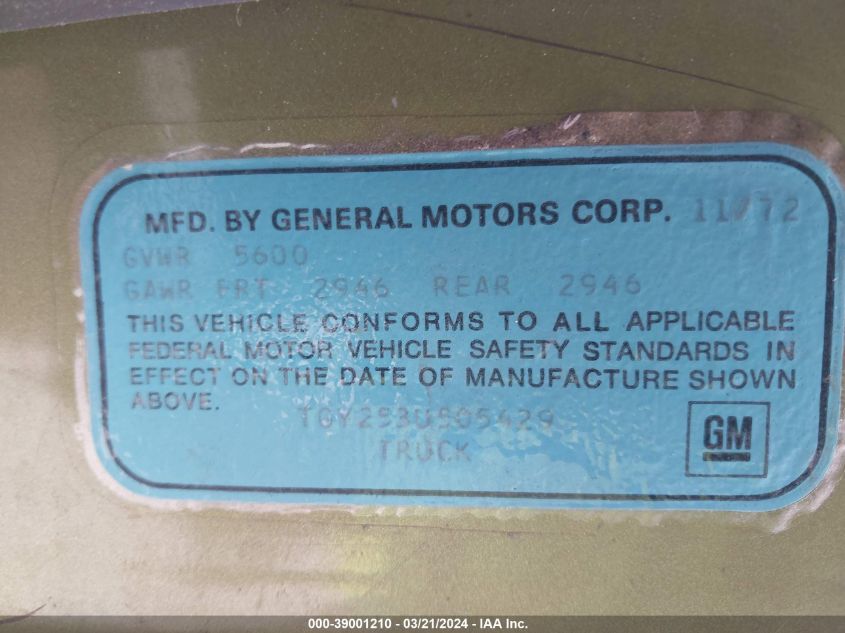 MFD. BY GENERAL MOTORS CORP. 11/72
GVWR 5600
GAWR FRT 2946 REAR 2946
THIS VEHICLE CONFORMS TO ALL APPLICABLE
FEDERAL MOTOR VEHICLE SAFETY STANDARDS IN
EFFECT ON THE DATE OF MANUFACTURE SHOWN
ABOVE.
TCY253U505429
TRUCK
GM
000-39001210 - 03/21/2024 - IAA Inc.